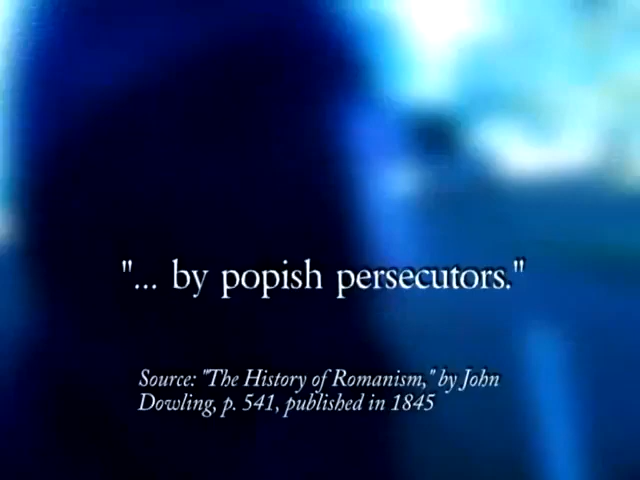 "... by popish persecutors."
Source: "The History of Romanism," by John
Dowling, p. 541, published in 1845